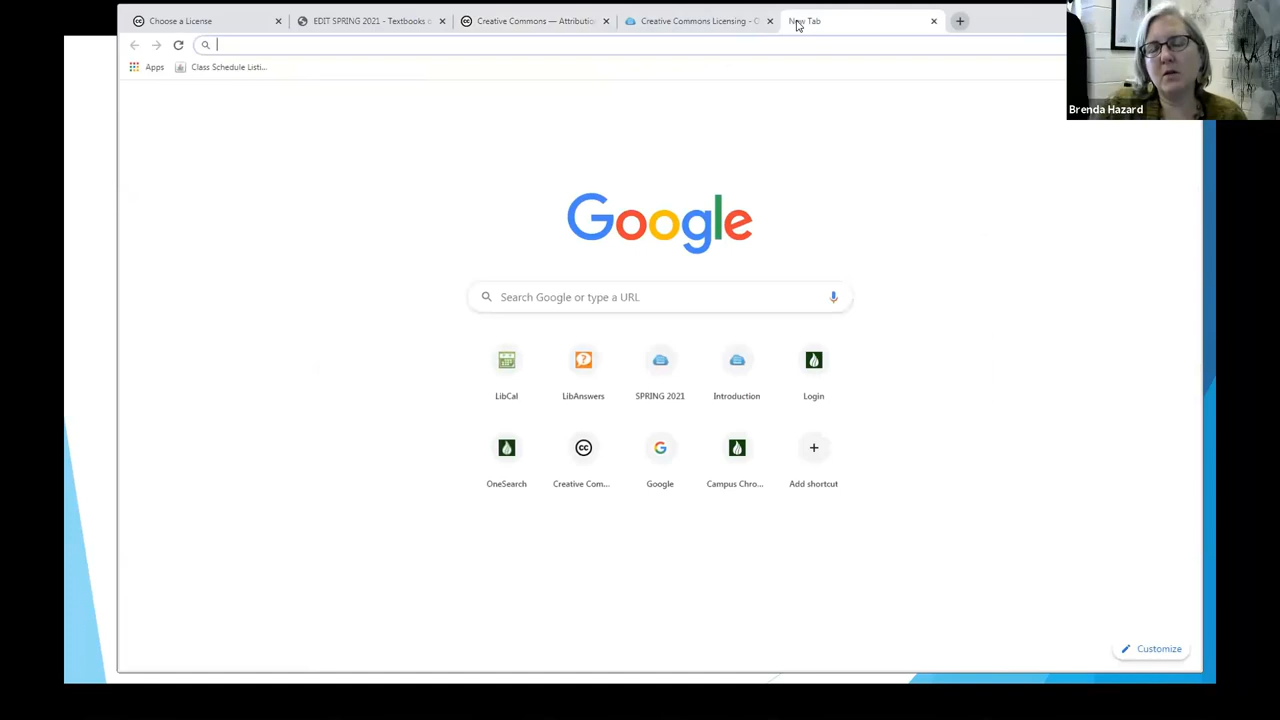 Choose a License
EDIT SPRING 2021 - Textbooks o
Creative Commons — Attributio
Creative Commons Licensing - O
New Tab
Brenda Hazard
Apps
Class Schedule Listi...
Google
Search Google or type a URL
LibCal
LibAnswers
SPRING 2021
Introduction
Login
OneSearch
Creative Com...
Google
Campus Chro...
Add shortcut
Customize